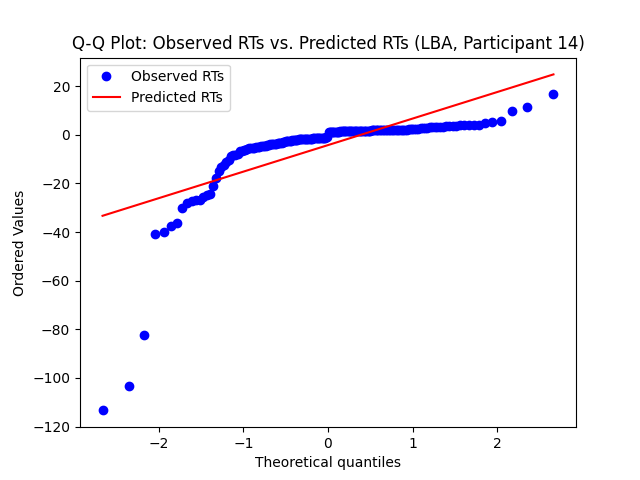 Q-Q Plot: Observed RTs vs. Predicted RTs (LBA, Participant 14)
Observed RTs
Predicted RTs
20
0
−20
−40
−60
−80
−100
−120
Ordered Values
−2
−1
0
1
2
Theoretical quantiles